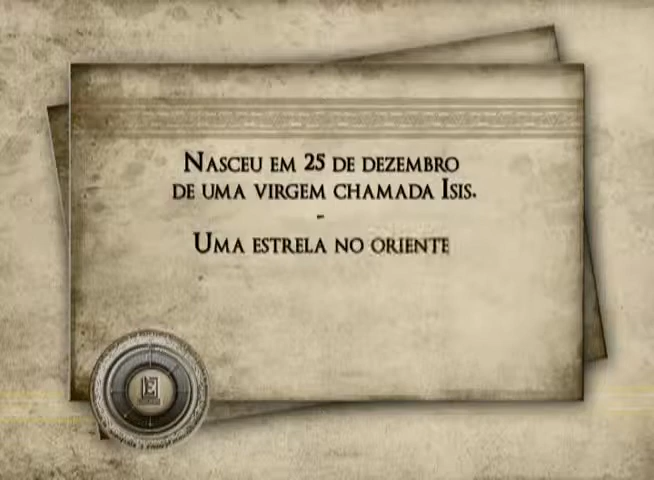 Nasceu em 25 de dezembro
de uma virgem chamada Isis.
-
Uma estrela no oriente